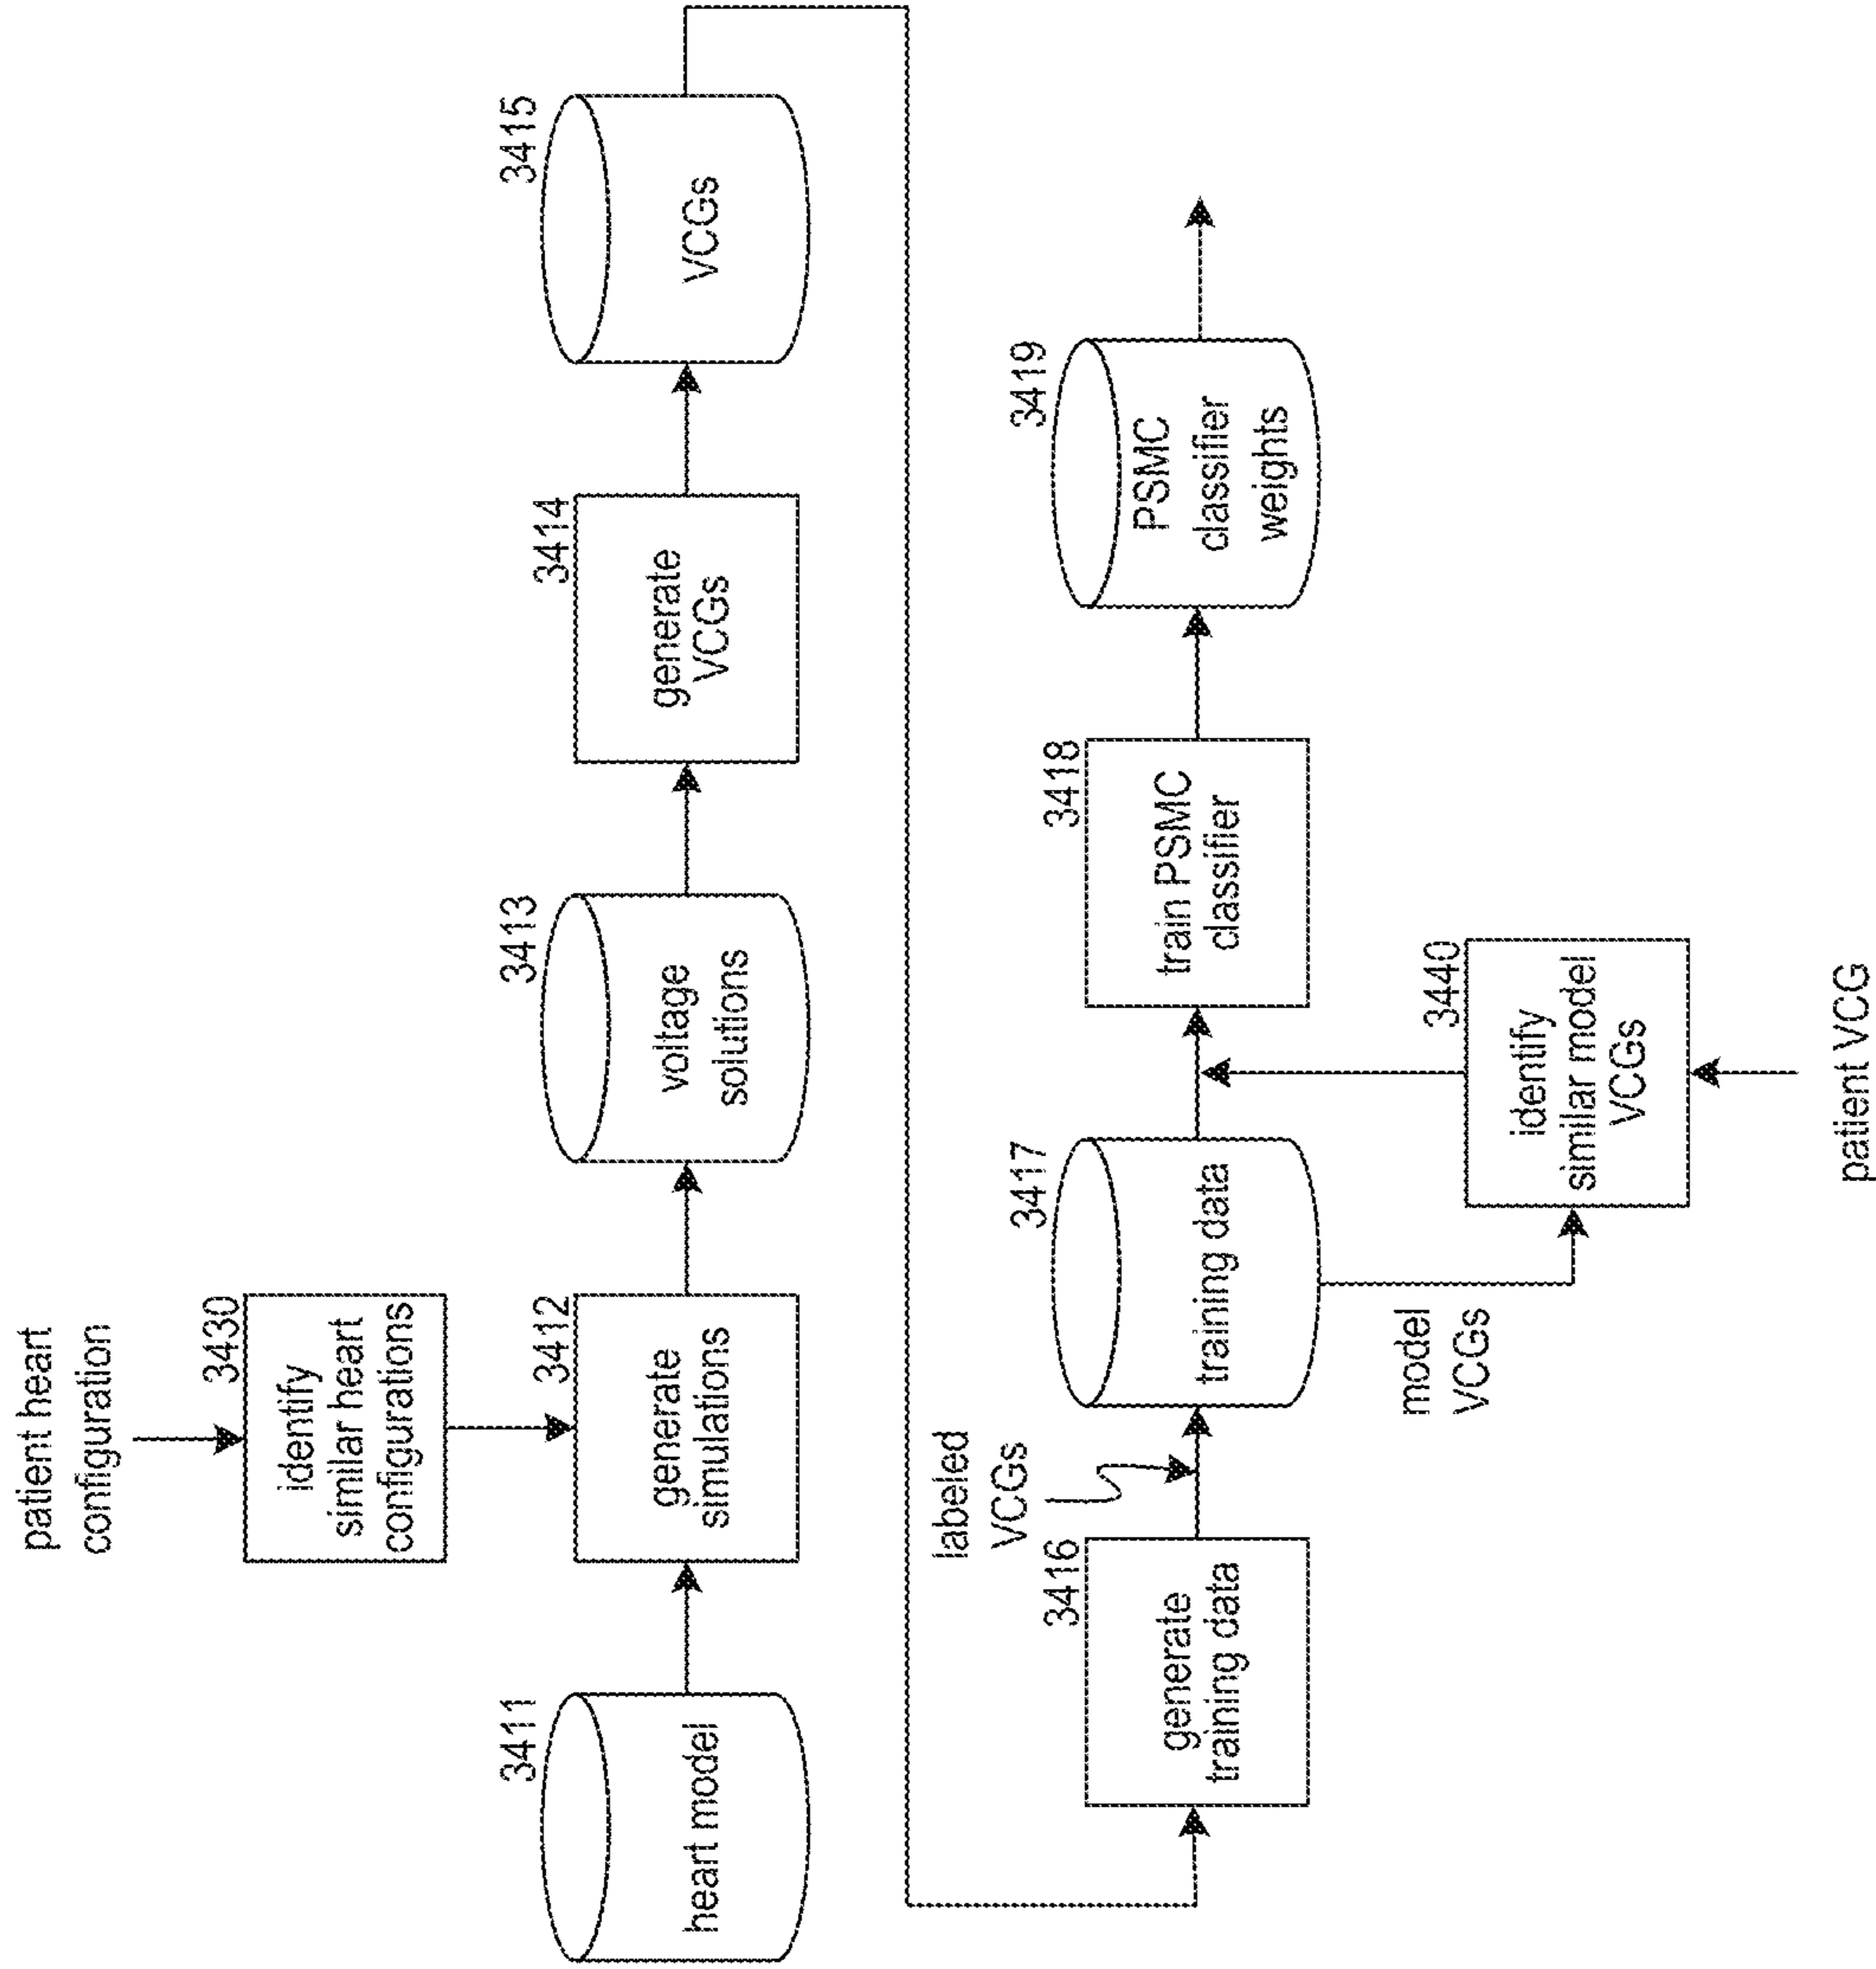 patient heart
configuration
3430
identify
similar heart
configurations
3411
heart model
3412
generate
simulations
3413
voltage
solutions
3414
generate
VCGs
3415
VCGs
labeled
VCGs
3416
generate
training data
3417
training data
3418
train PSMC
classifier
3419
PSMC
classifier
weights
model
VCGs
3440
identify
similar model
VCGs
patient VCG